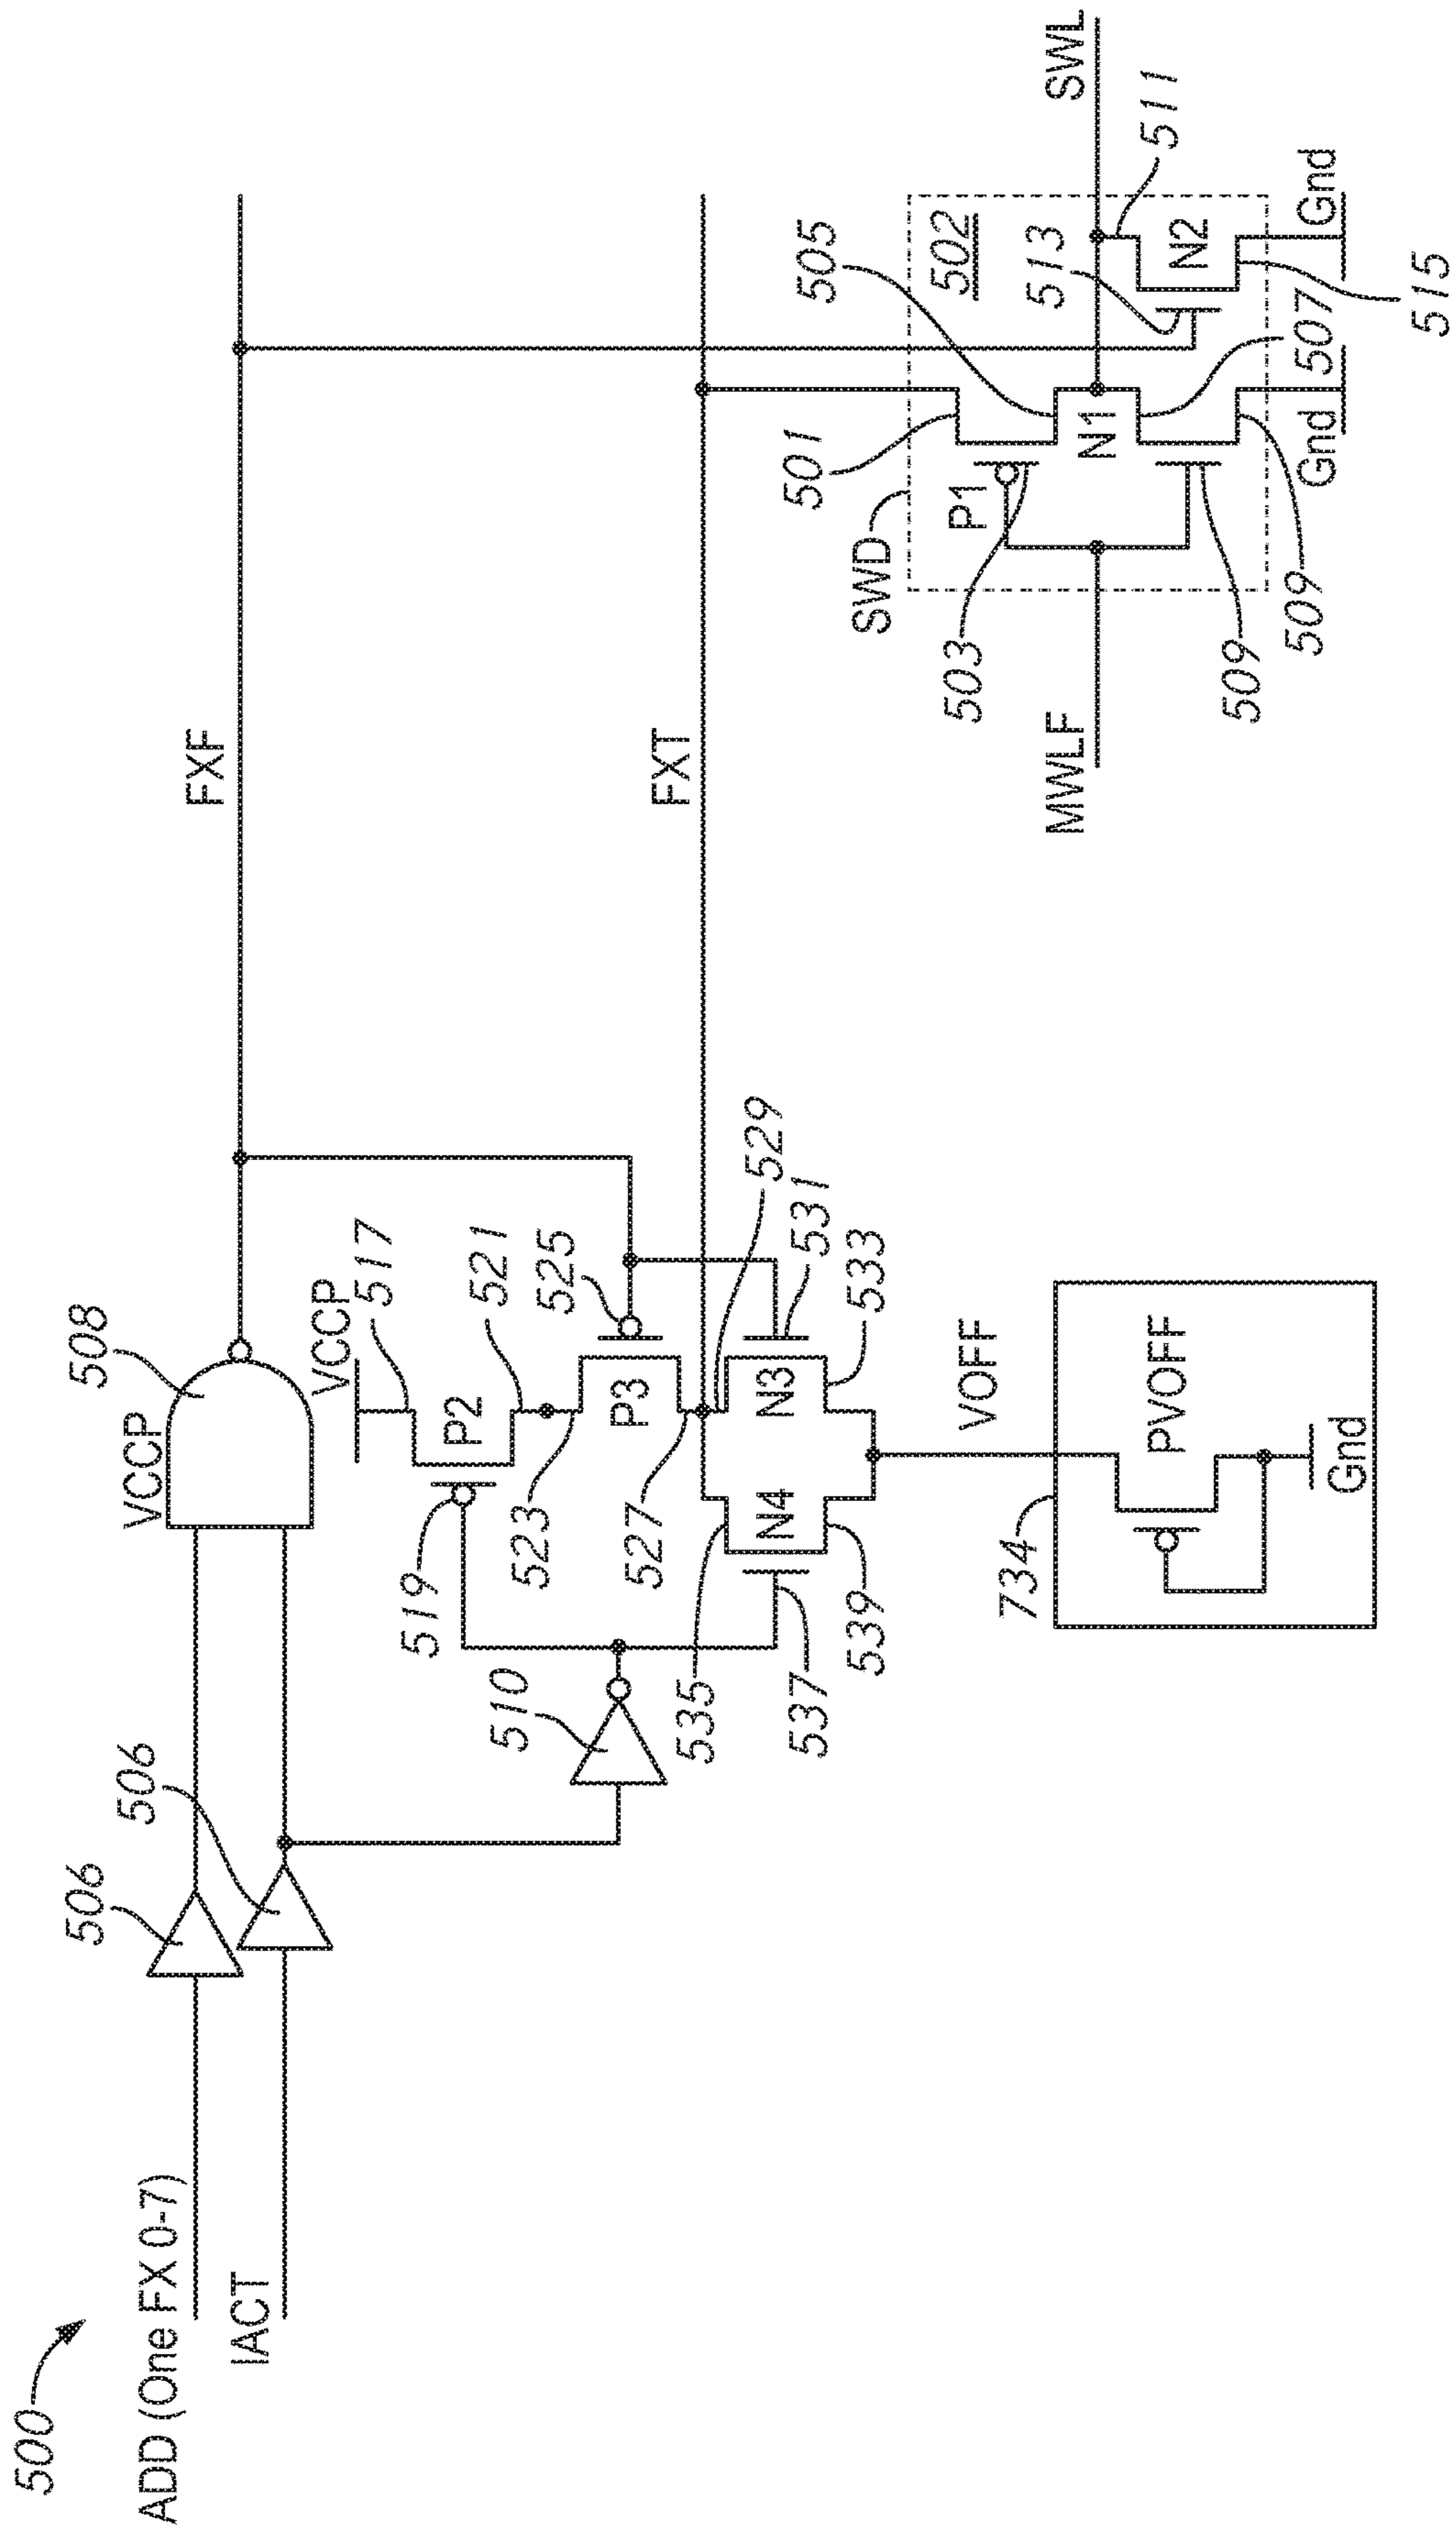 500
ADD (One FX 0-7)
IACT
506
506
508
VCCP
510
VCCP
517
519
P2
521
523
525
P3
527
529
535
N4
N3
531
537
539
533
VOFF
734
PVOFF
Gnd
FXF
FXT
MWLF
SWD
502
501
503
P1
505
N1
507
509
509
Gnd
513
N2
511
515
Gnd
SWL